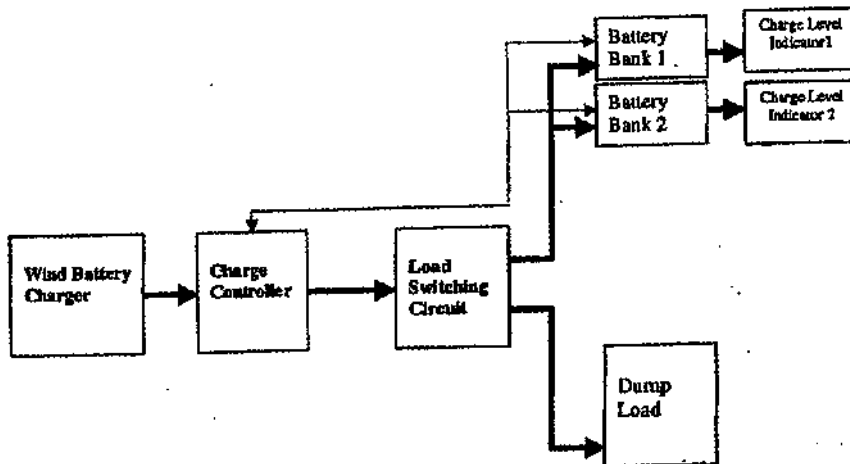 Battery
Bank 1
Charge Level
Indicator1
Battery
Bank 2
Charge Level
Indicator 2
Wind Battery
Charger
Charge
Controller
Load
Switching
Circuit
Dump
Load